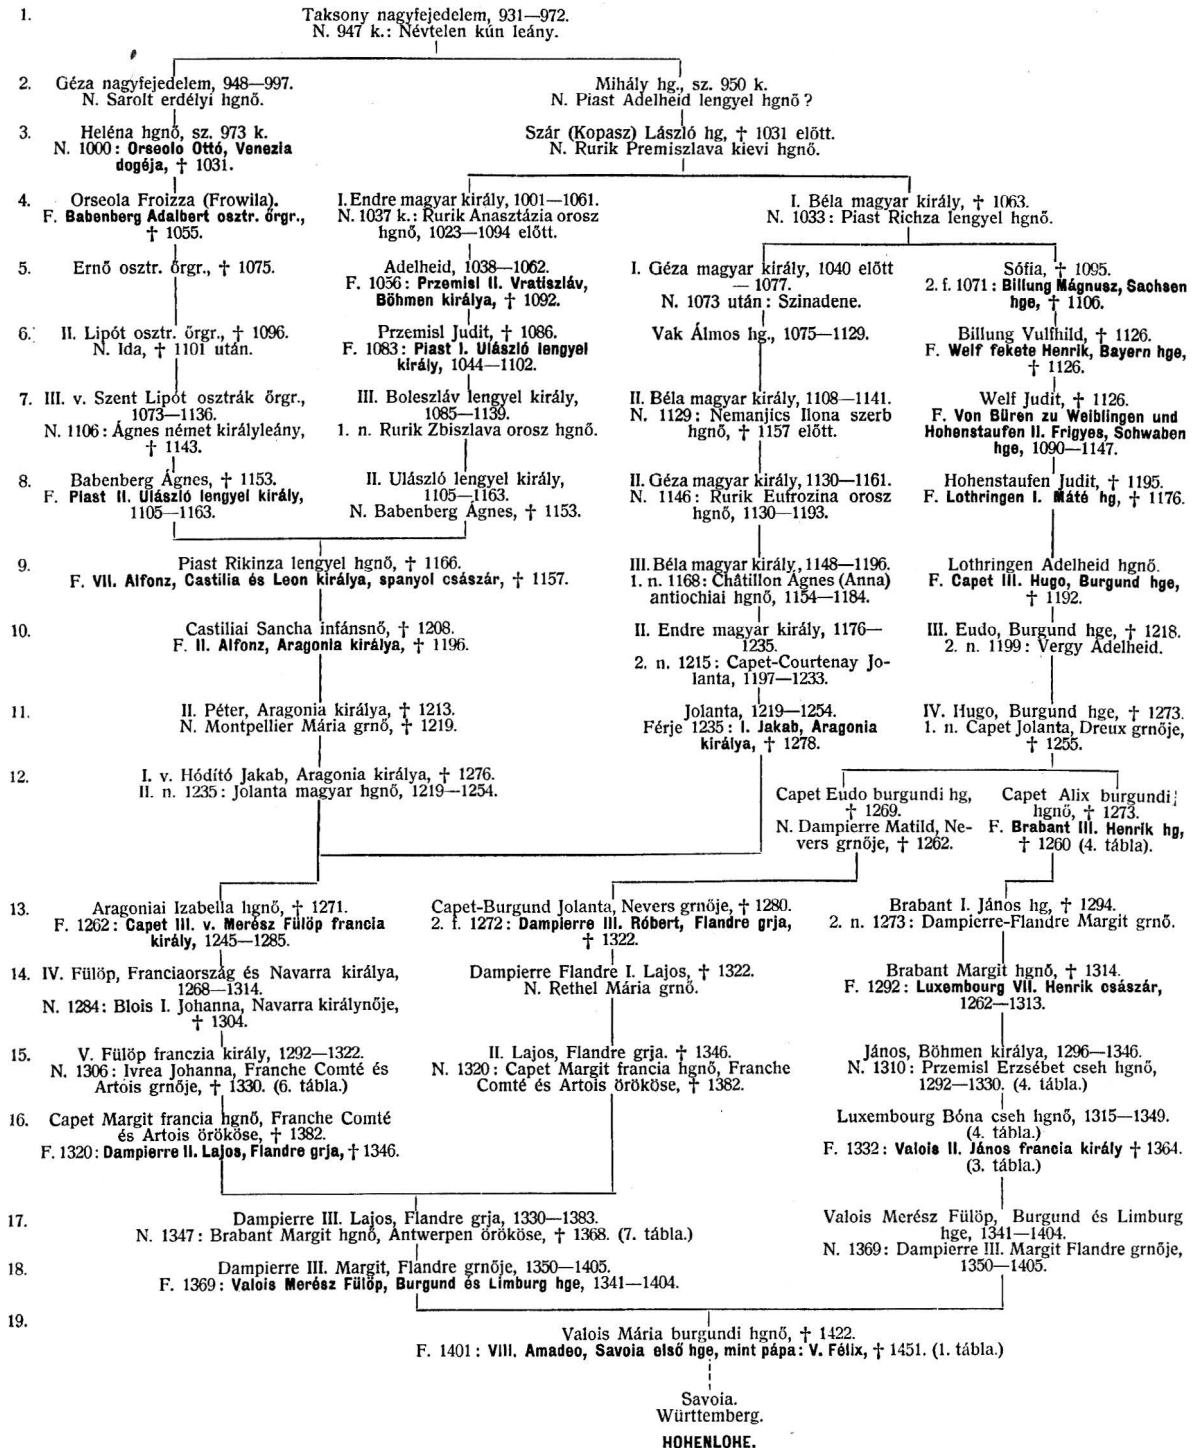 1.
Taksony nagyfejedelem, 931—972.
N. 947 k.: Névtelen kún leány.
2.
Géza nagyfejedelem, 948—997.
N. Sarolt erdélyi hgnő.
Mihály hg., sz. 950 k.
N. Piast Adelheid lengyel hgnő?
3.
Heléna hgnő, sz. 973 k.
N. 1000: Orseolo Ottó, Venezia
dogéja, † 1031.
Szár (Kopasz) László hg, † 1031 előtt.
N. Rurik Premiszlava kievi hgnő.
4.
Orseola Froizza (Frowila).
F. Babenberg Adalbert osztr. őrgr.,
† 1055.
I. Endre magyar király, 1001—1061.
N. 1037 k.: Rurik Anasztázia orosz
hgnő, 1023—1094 előtt.
I. Béla magyar király, † 1063.
N. 1033: Piast Richza lengyel hgnő.
5.
Ernő osztr. őrgr., † 1075.
Adelheid, 1038—1062.
F. 1056: Przemisl II. Vratiszláv,
Böhmen királya, † 1092.
I. Géza magyar király, 1040 előtt
— 1077.
N. 1073 után: Szinadene.
Sófia, † 1095.
2. f. 1071: Billung Mágnusz, Sachsen
hge, † 1106.
6.
II. Lipót osztr. őrgr., † 1096.
N. Ida, † 1101 után.
Przemisl Judit, † 1086.
F. 1083: Piast I. Ulászló lengyel
király, 1044—1102.
Vak Álmos hg., 1075—1129.
Billung Vulfhild, † 1126.
F. Welf fekete Henrik, Bayern hge,
† 1126.
7.
III. v. Szent Lipót osztrák őrgr.,
1073—1136.
N. 1106: Ágnes német királyleány,
† 1143.
III. Boleszláv lengyel király,
1085—1139.
1. n. Rurik Zbiszlava orosz hgnő.
II. Béla magyar király, 1108—1141.
N. 1129: Nemanjics Ilona szerb
hgnő, † 1157 előtt.
Welf Judit, † 1126.
F. Von Büren zu Weiblingen und
Hohenstaufen II. Frigyes, Schwaben
hge, 1090—1147.
8.
Babenberg Ágnes, † 1153.
F. Piast II. Ulászló lengyel király,
1105—1163.
II. Ulászló lengyel király,
1105—1163.
N. Babenberg Ágnes, † 1153.
II. Géza magyar király, 1130—1161.
N. 1146: Rurik Eufrozina orosz
hgnő, 1130—1193.
Hohenstaufen Judit, † 1195.
F. Lothringen I. Máté hg, † 1176.
9.
Piast Rikinza lengyel hgnő, † 1166.
F. VII. Alfonz, Castilia és Leon királya, spanyol császár, † 1157.
III. Béla magyar király, 1148—1196.
1. n. 1168: Châtillon Ágnes (Anna)
antiochiai hgnő, 1154—1184.
Lothringen Adelheid hgnő.
F. Capet III. Hugo, Burgund hge,
† 1192.
10.
Castiliai Sancha infánsnő, † 1208.
F. II. Alfonz, Aragonia királya, † 1196.
II. Endre magyar király, 1176—
1235.
2. n. 1215: Capet-Courtenay Jo-
lanta, 1197—1233.
III. Eudo, Burgund hge, † 1218.
2. n. 1199: Vergy Adelheid.
11.
II. Péter, Aragonia királya, † 1213.
N. Montpellier Mária grnő, † 1219.
Jolanta, 1219—1254.
Férje 1235: I. Jakab, Aragonia
királya, † 1278.
IV. Hugo, Burgund hge, † 1273.
1. n. Capet Jolanta, Dreux grnője,
† 1255.
12.
I. v. Hódító Jakab, Aragonia királya, † 1276.
II. n. 1235: Jolanta magyar hgnő, 1219—1254.
Capet Eudo burgundi hg,
† 1269.
N. Dampierre Matild, Ne-
vers grnője, † 1262.
Capet Alix burgundi
hgnő, † 1273.
F. Brabant III. Henrik hg,
† 1260 (4. tábla).
13.
Aragoniai Izabella hgnő, † 1271.
F. 1262: Capet III. v. Merész Fülöp francia
király, 1245—1285.
Capet-Burgund Jolanta, Nevers grnője, † 1280.
2. f. 1272: Dampierre III. Róbert, Flandre grja,
† 1322.
Brabant I. János hg, † 1294.
2. n. 1273: Dampierre-Flandre Margit grnő.
14.
IV. Fülöp, Franciaország és Navarra királya,
1268—1314.
N. 1284: Blois I. Johanna, Navarra királynője,
† 1304.
Dampierre Flandre I. Lajos, † 1322.
N. Rethel Mária grnő.
Brabant Margit hgnő, † 1314.
F. 1292: Luxembourg VII. Henrik császár,
1262—1313.
15.
V. Fülöp franczia király, 1292—1322.
N. 1306: Ivrea Johanna, Franche Comté és
Artois grnője, † 1330. (6. tábla.)
II. Lajos, Flandre grja. † 1346.
N. 1320: Capet Margit francia hgnő, Franche
Comté és Artois örököse, † 1382.
János, Böhmen királya, 1296—1346.
N. 1310: Przemisl Erzsébet cseh hgnő,
1292—1330. (4. tábla.)
16.
Capet Margit francia hgnő, Franche Comté
és Artois örököse, † 1382.
F. 1320: Dampierre II. Lajos, Flandre grja, † 1346.
Luxembourg Bóna cseh hgnő, 1315—1349.
(4. tábla.)
F. 1332: Valois II. János francia király † 1364.
(3. tábla.)
17.
Dampierre III. Lajos, Flandre grja, 1330—1383.
N. 1347: Brabant Margit hgnő, Antwerpen örököse, † 1368. (7. tábla.)
Valois Merész Fülöp, Burgund és Limburg
hge, 1341—1404.
N. 1369: Dampierre III. Margit Flandre grnője,
1350—1405.
18.
Dampierre III. Margit, Flandre grnője, 1350—1405.
F. 1369: Valois Merész Fülöp, Burgund és Limburg hge, 1341—1404.
19.
Valois Mária burgundi hgnő, † 1422.
F. 1401: VIII. Amadeo, Savoia első hge, mint pápa: V. Félix, † 1451. (1. tábla.)
Savoia.
Württemberg.
HOHENLOHE.